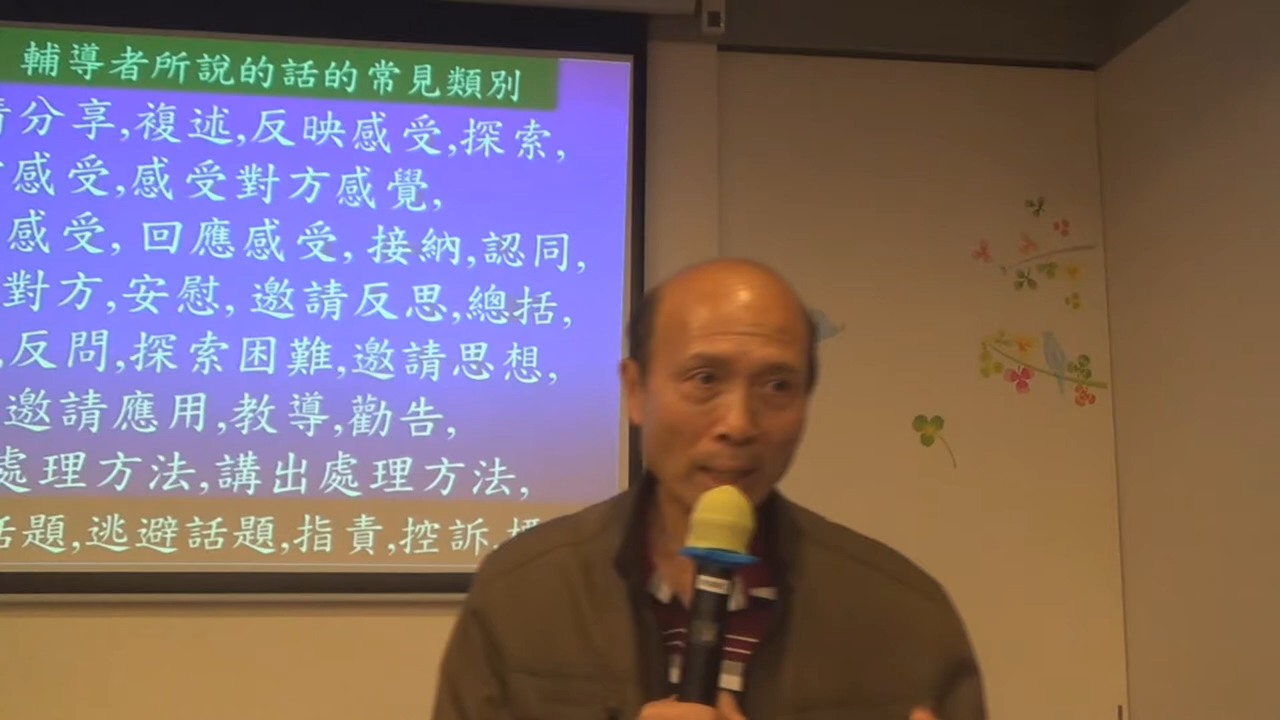 輔導者所說的話的常見類別
分享,複述,反映感受,探索,
感受,感受對方感覺,
感受, 回應感受, 接納,認同,
對方,安慰, 邀請反思,總括,
,反問,探索困難,邀請思想,
邀請應用,教導,勸告,
處理方法,講出處理方法,
話題,逃避話題,指責,控訴,